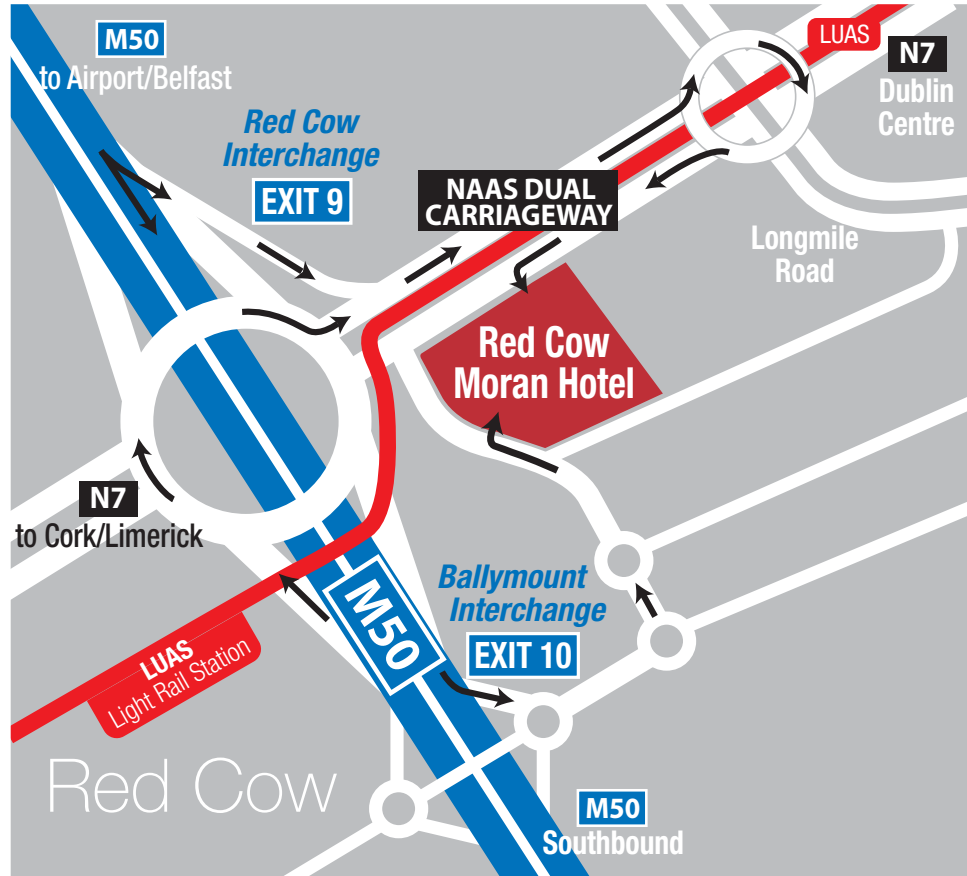 M50
to Airport/Belfast
LUAS
N7
Dublin
Centre
Red Cow
Interchange
EXIT 9
NAAS DUAL
CARRIAGEWAY
Longmile
Road
Red Cow
Moran Hotel
N7
to Cork/Limerick
Ballymount
Interchange
EXIT 10
M50
LUAS
Light Rail Station
Red Cow
M50
Southbound